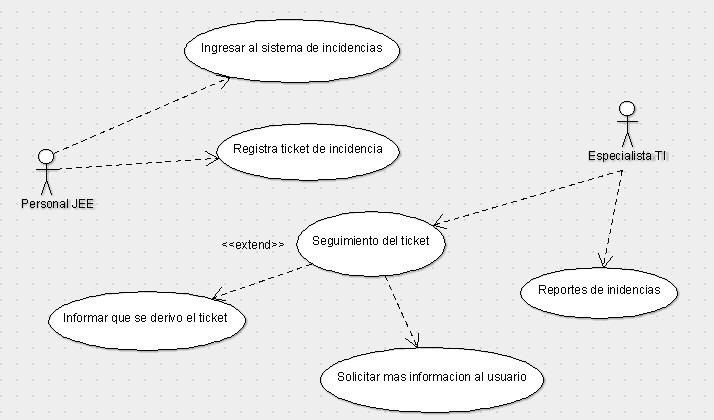 Ingresar al sistema de incidencias
Registra ticket de incidencia
Especialista TI
Personal JEE
Seguimiento del ticket
<<extend>>
Reportes de inidencias
Informar que se derivo el ticket
Solicitar mas informacion al usuario